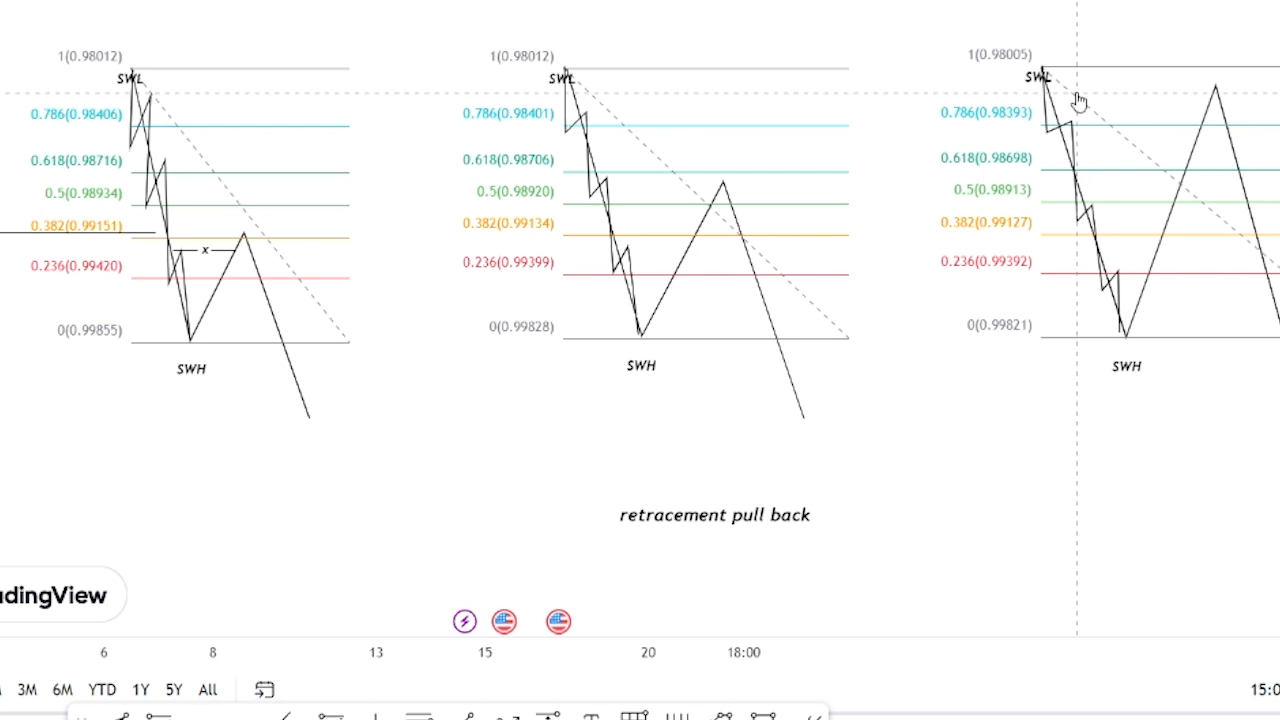 1(0.98012)
SWL
0.786(0.98406)
0.618(0.98716)
0.5(0.98934)
0.382(0.99151)
x
0.236(0.99420)
0(0.99855)
SWH
1(0.98012)
SWL
0.786(0.98401)
0.618(0.98706)
0.5(0.98920)
0.382(0.99134)
0.236(0.99399)
0(0.99828)
SWH
1(0.98005)
SWL
0.786(0.98393)
0.618(0.98698)
0.5(0.98913)
0.382(0.99127)
0.236(0.99392)
0(0.99821)
SWH
retracement pull back
adingView
6 8 13 15 20 18:00
3M 6M YTD 1Y 5Y All 15:0